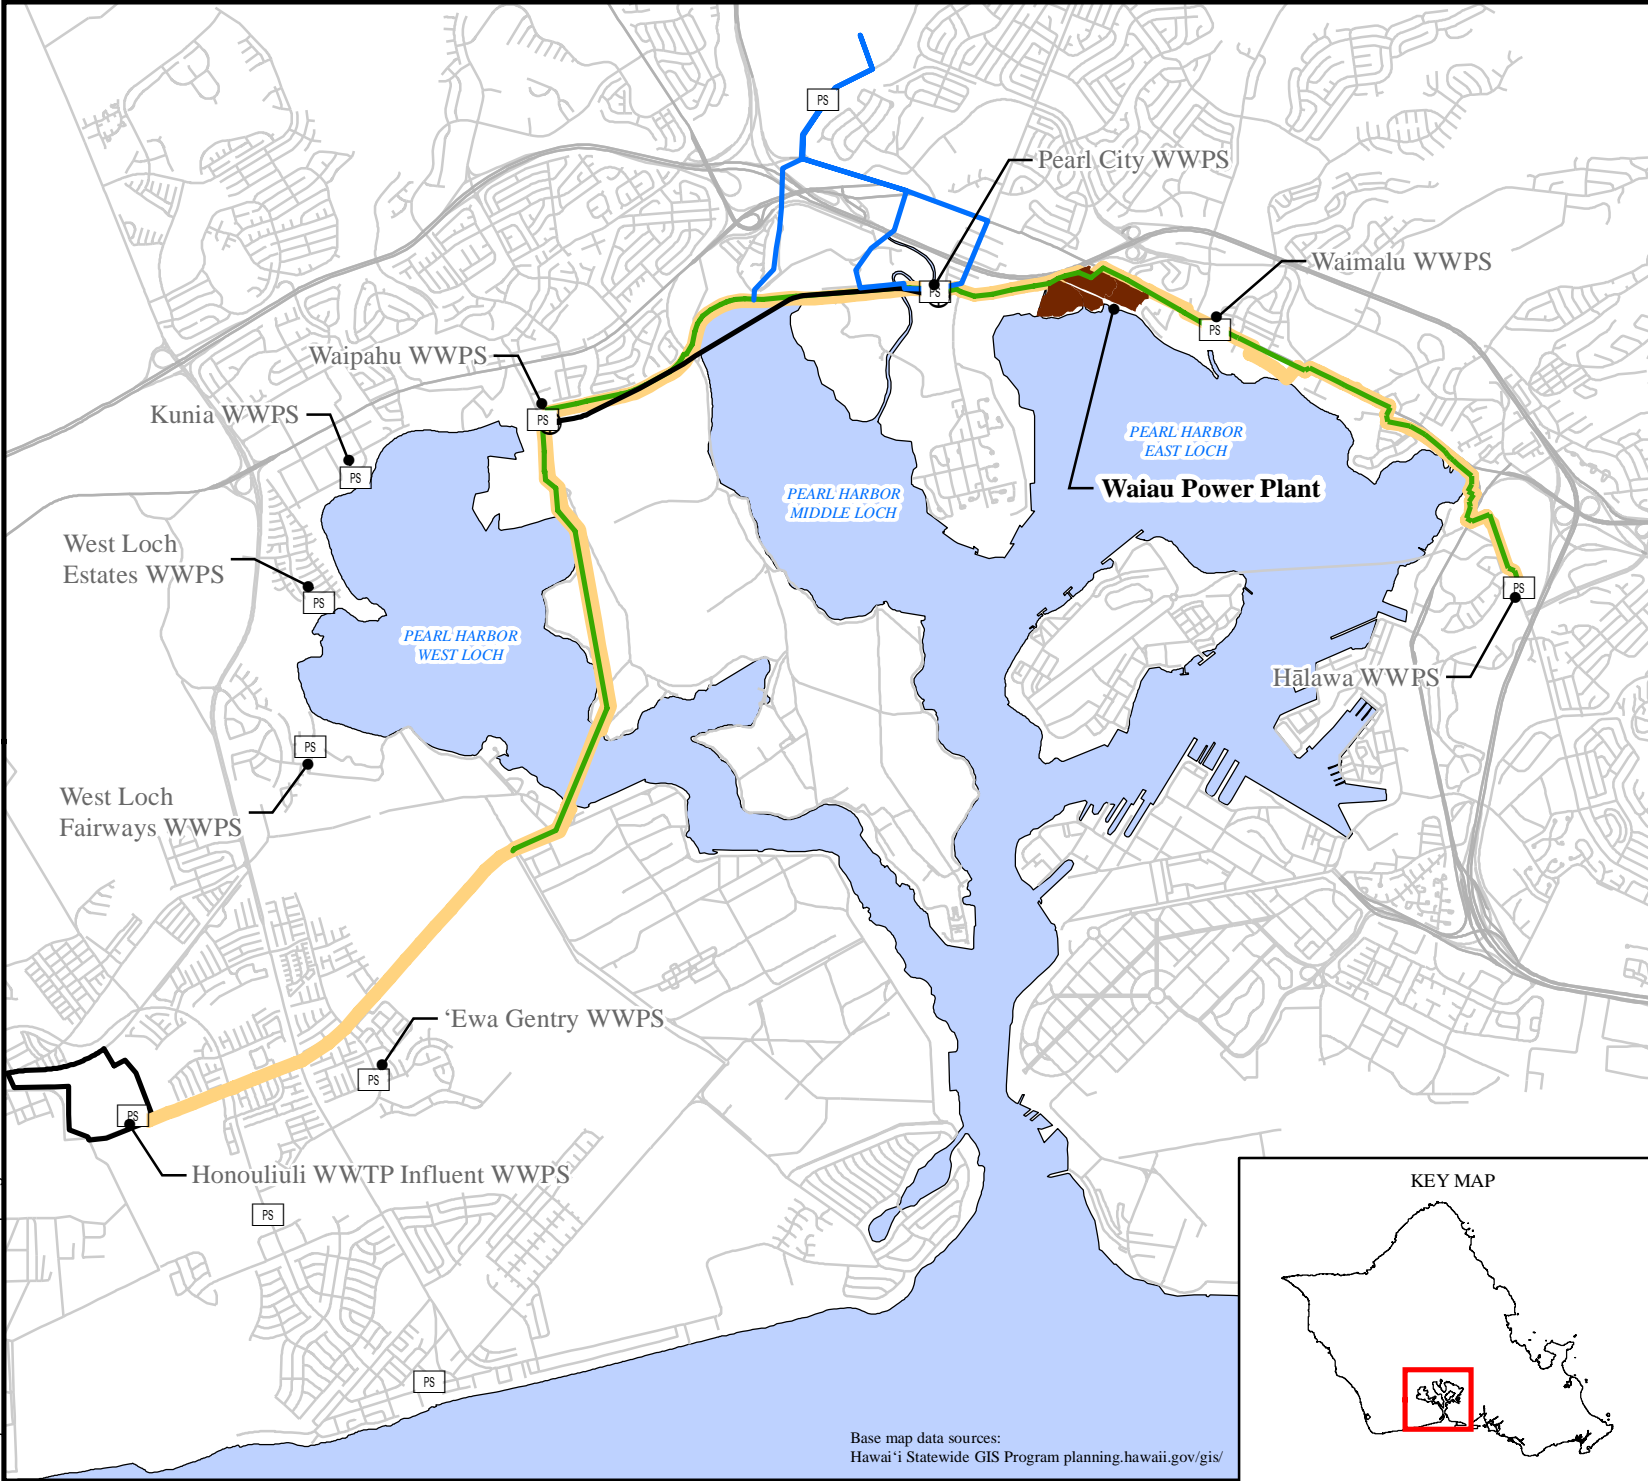 PS
Pearl City WWPS
Waimalu WWPS
PS
PS
Waipahu WWPS
PS
Kunia WWPS
PS
PEARL HARBOR
EAST LOCH
Waiau Power Plant
PEARL HARBOR
MIDDLE LOCH
West Loch
Estates WWPS
PS
PS
PEARL HARBOR
WEST LOCH
Hālawa WWPS
PS
West Loch
Fairways WWPS
ʻEwa Gentry WWPS
PS
PS
Honouliuli WWTP Influent WWPS
PS
KEY MAP
PS
Base map data sources:
Hawaiʻi Statewide GIS Program planning.hawaii.gov/gis/